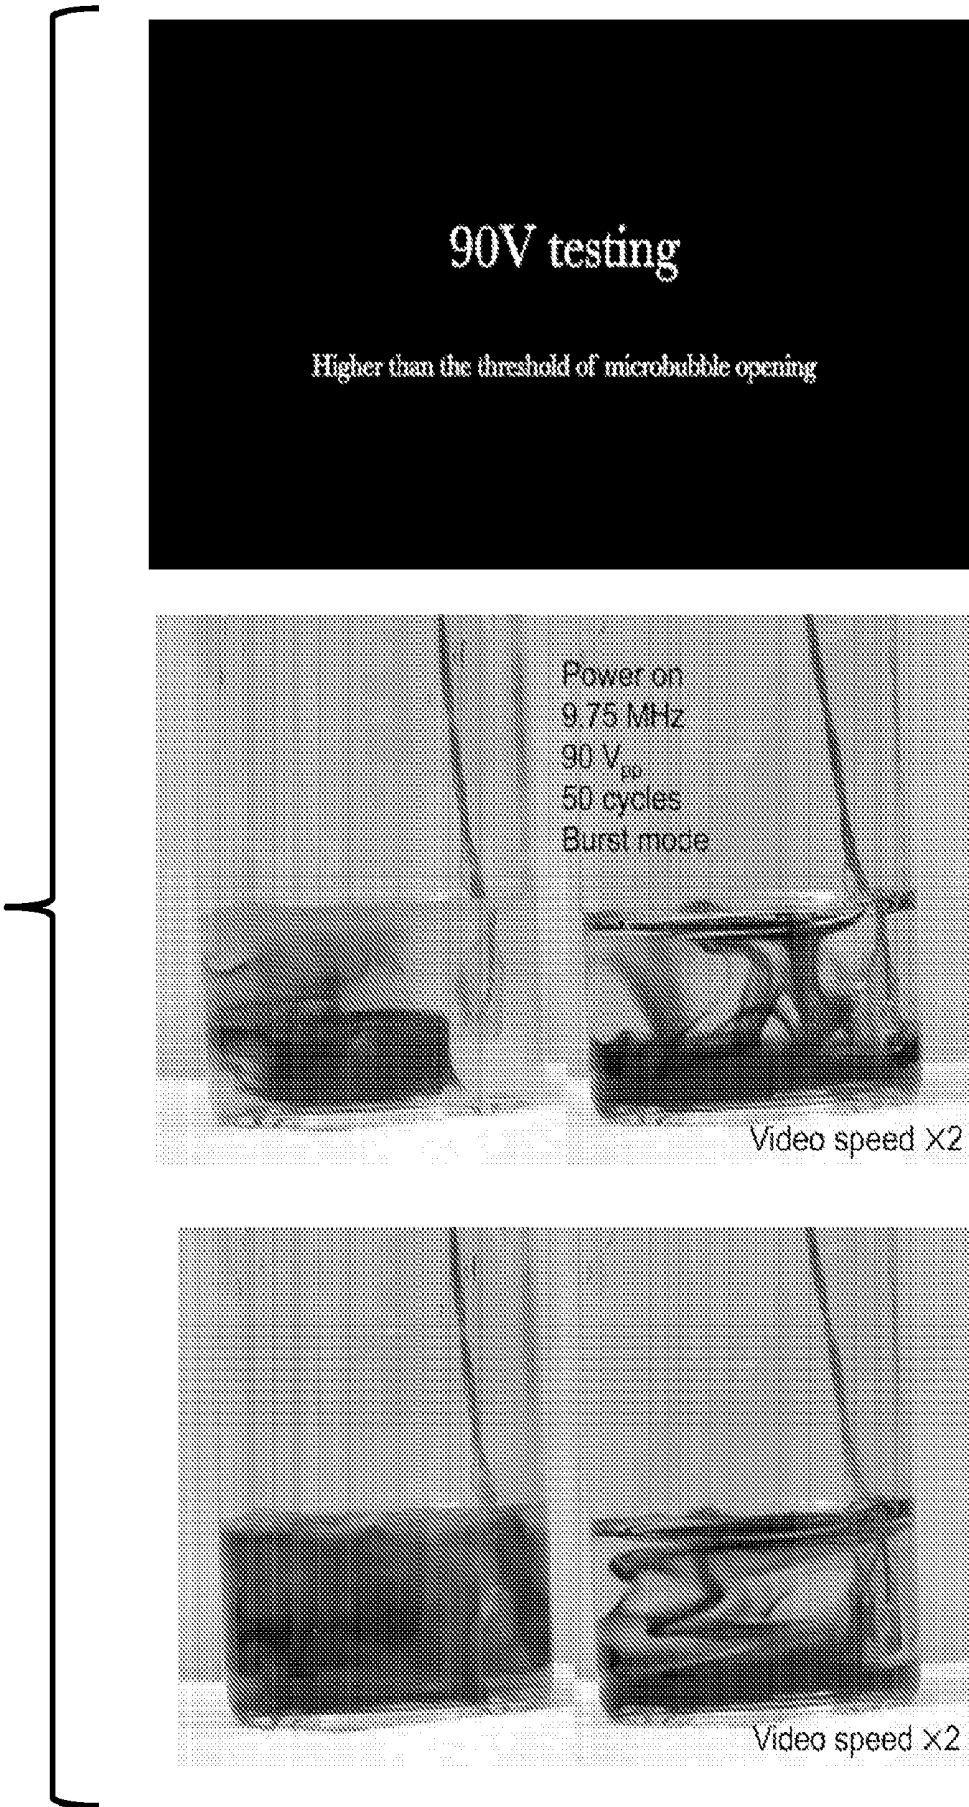 90V testing
Higher than the threshold of microbubble opening
Power on
9.75 MHz
90 Vpp
50 cycles
Burst mode
Video speed X2
Video speed X2